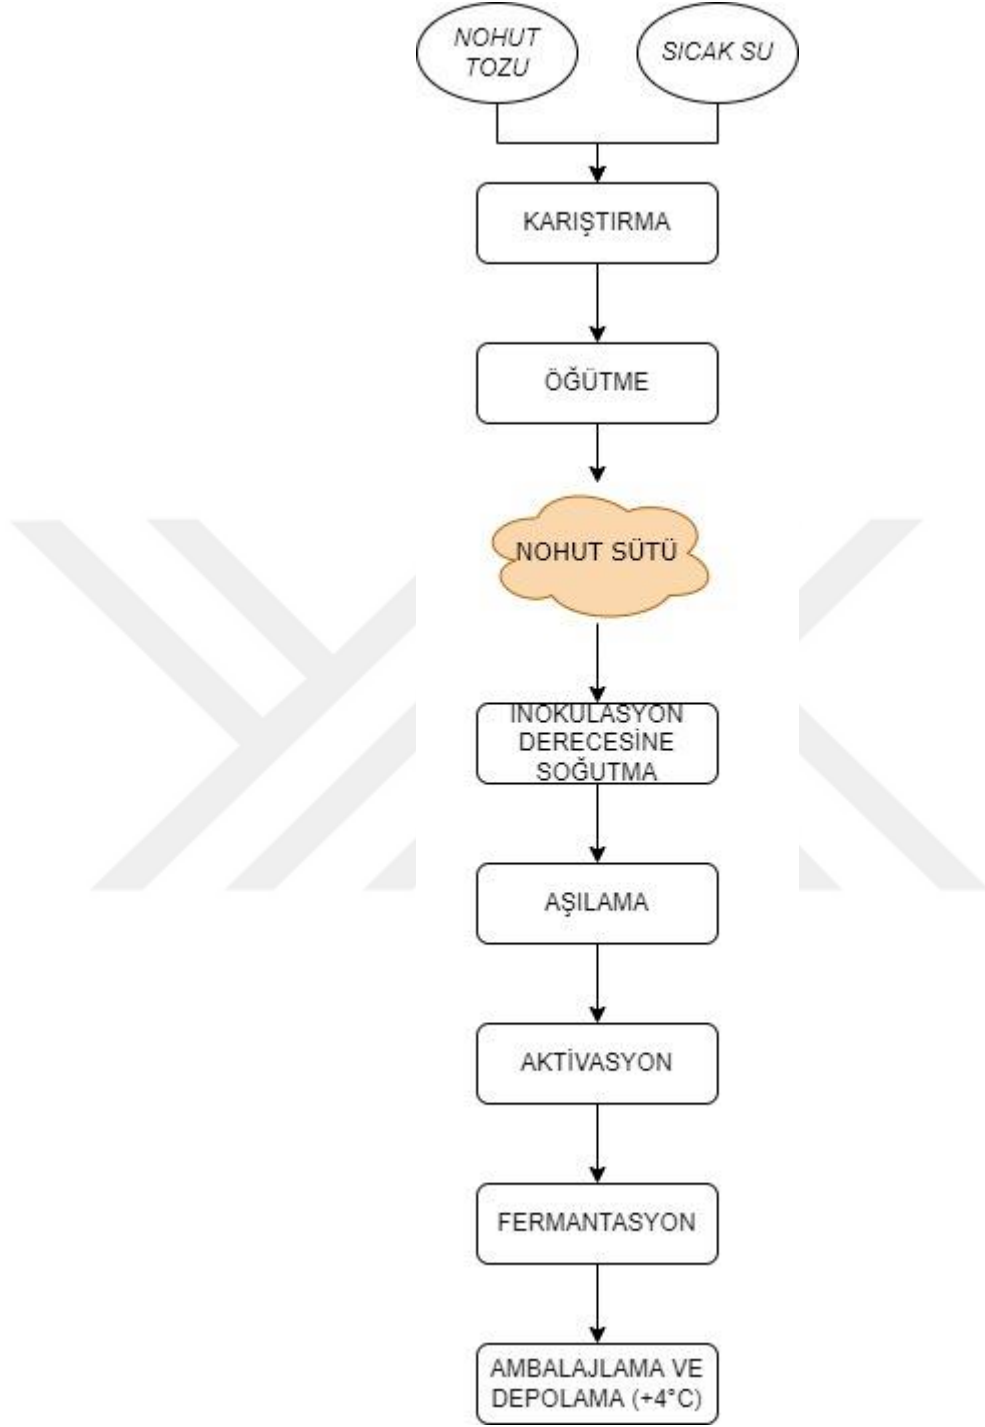 NOHUT
TOZU
SICAK SU
KARIŞTIRMA
ÖĞÜTME
NOHUT SÜTÜ
İNOKÜLASYON
DERECESİNE
SOĞUTMA
AŞILAMA
AKTİVASYON
FERMANTASYON
AMBALAJLAMA VE
DEPOLAMA (+4°C)